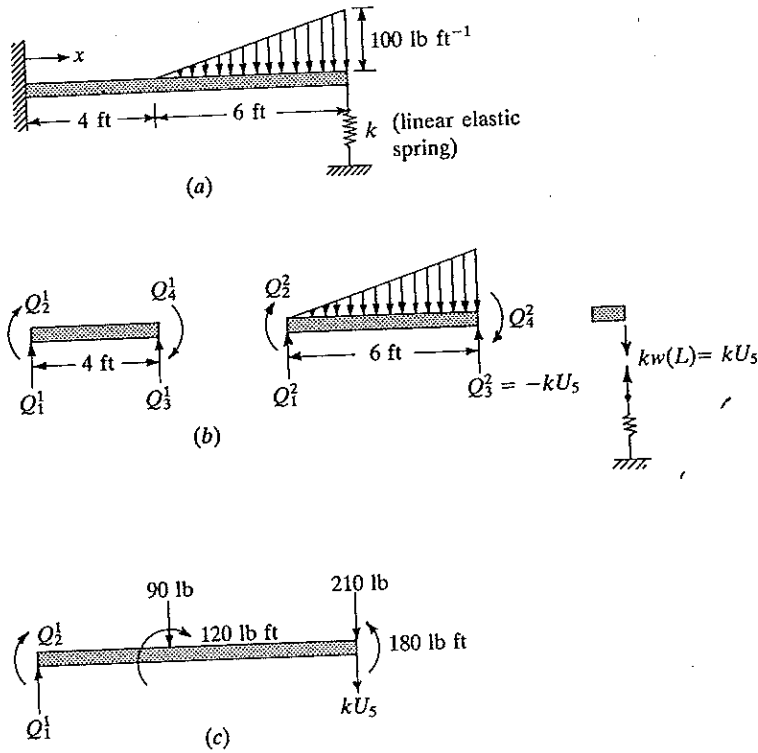 100 lb ft⁻¹
x
4 ft
6 ft
k (linear elastic
spring)
(a)
Q₂¹
Q₄¹
Q₂²
Q₄²
4 ft
6 ft
kw(L)= kU₅
Q₁¹
Q₃¹
Q₁²
Q₃² = −kU₅
(b)
90 lb
210 lb
Q₂¹
120 lb ft
180 lb ft
Q₁¹
kU₅
(c)